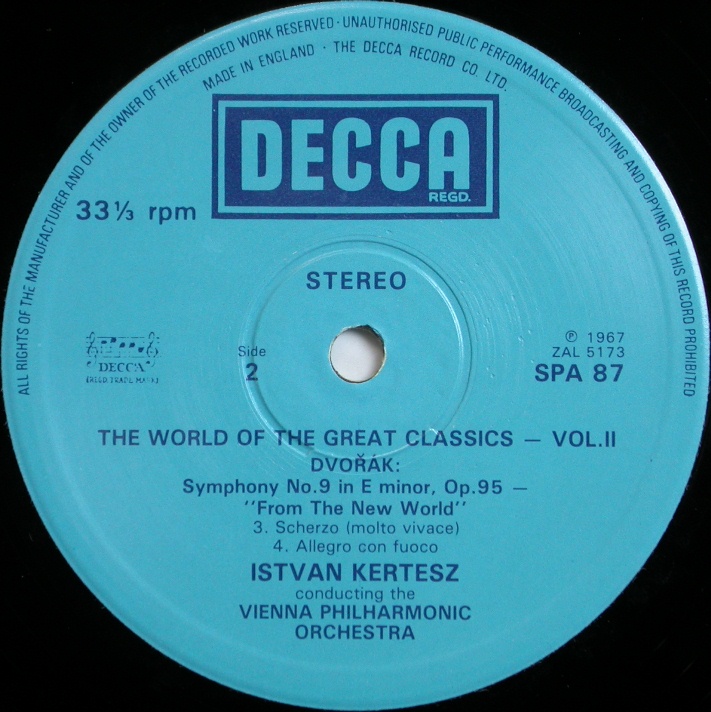 ALL RIGHTS OF THE MANUFACTURER AND OF THE OWNER OF THE RECORDED WORK RESERVED · UNAUTHORISED PUBLIC PERFORMANCE BROADCASTING AND COPYING OF THIS RECORD PROHIBITED
MADE IN ENGLAND · THE DECCA RECORD CO. LTD.
DECCA
REGD.
33⅓ rpm
STEREO
DECCA
(REGD. TRADE MARK)
Side
2
℗ 1967
ZAL 5173
SPA 87
THE WORLD OF THE GREAT CLASSICS — VOL.II
DVOŘÁK:
Symphony No.9 in E minor, Op.95 —
''From The New World''
3. Scherzo (molto vivace)
4. Allegro con fuoco
ISTVAN KERTESZ
conducting the
VIENNA PHILHARMONIC
ORCHESTRA